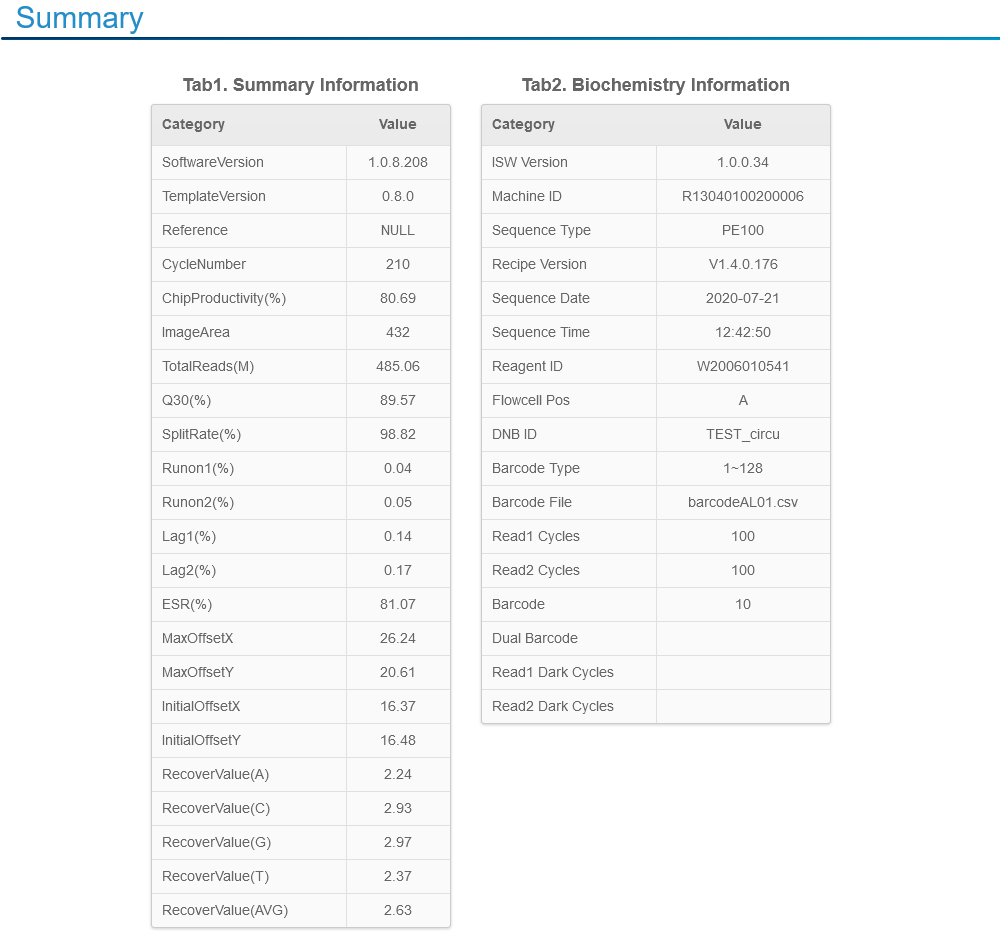 Summary
Tab1. Summary Information
Category Value
SoftwareVersion 1.0.8.208
TemplateVersion 0.8.0
Reference NULL
CycleNumber 210
ChipProductivity(%) 80.69
ImageArea 432
TotalReads(M) 485.06
Q30(%) 89.57
SplitRate(%) 98.82
Runon1(%) 0.04
Runon2(%) 0.05
Lag1(%) 0.14
Lag2(%) 0.17
ESR(%) 81.07
MaxOffsetX 26.24
MaxOffsetY 20.61
InitialOffsetX 16.37
InitialOffsetY 16.48
RecoverValue(A) 2.24
RecoverValue(C) 2.93
RecoverValue(G) 2.97
RecoverValue(T) 2.37
RecoverValue(AVG) 2.63
Tab2. Biochemistry Information
Category Value
ISW Version 1.0.0.34
Machine ID R13040100200006
Sequence Type PE100
Recipe Version V1.4.0.176
Sequence Date 2020-07-21
Sequence Time 12:42:50
Reagent ID W2006010541
Flowcell Pos A
DNB ID TEST_circu
Barcode Type 1~128
Barcode File barcodeAL01.csv
Read1 Cycles 100
Read2 Cycles 100
Barcode 10
Dual Barcode
Read1 Dark Cycles
Read2 Dark Cycles